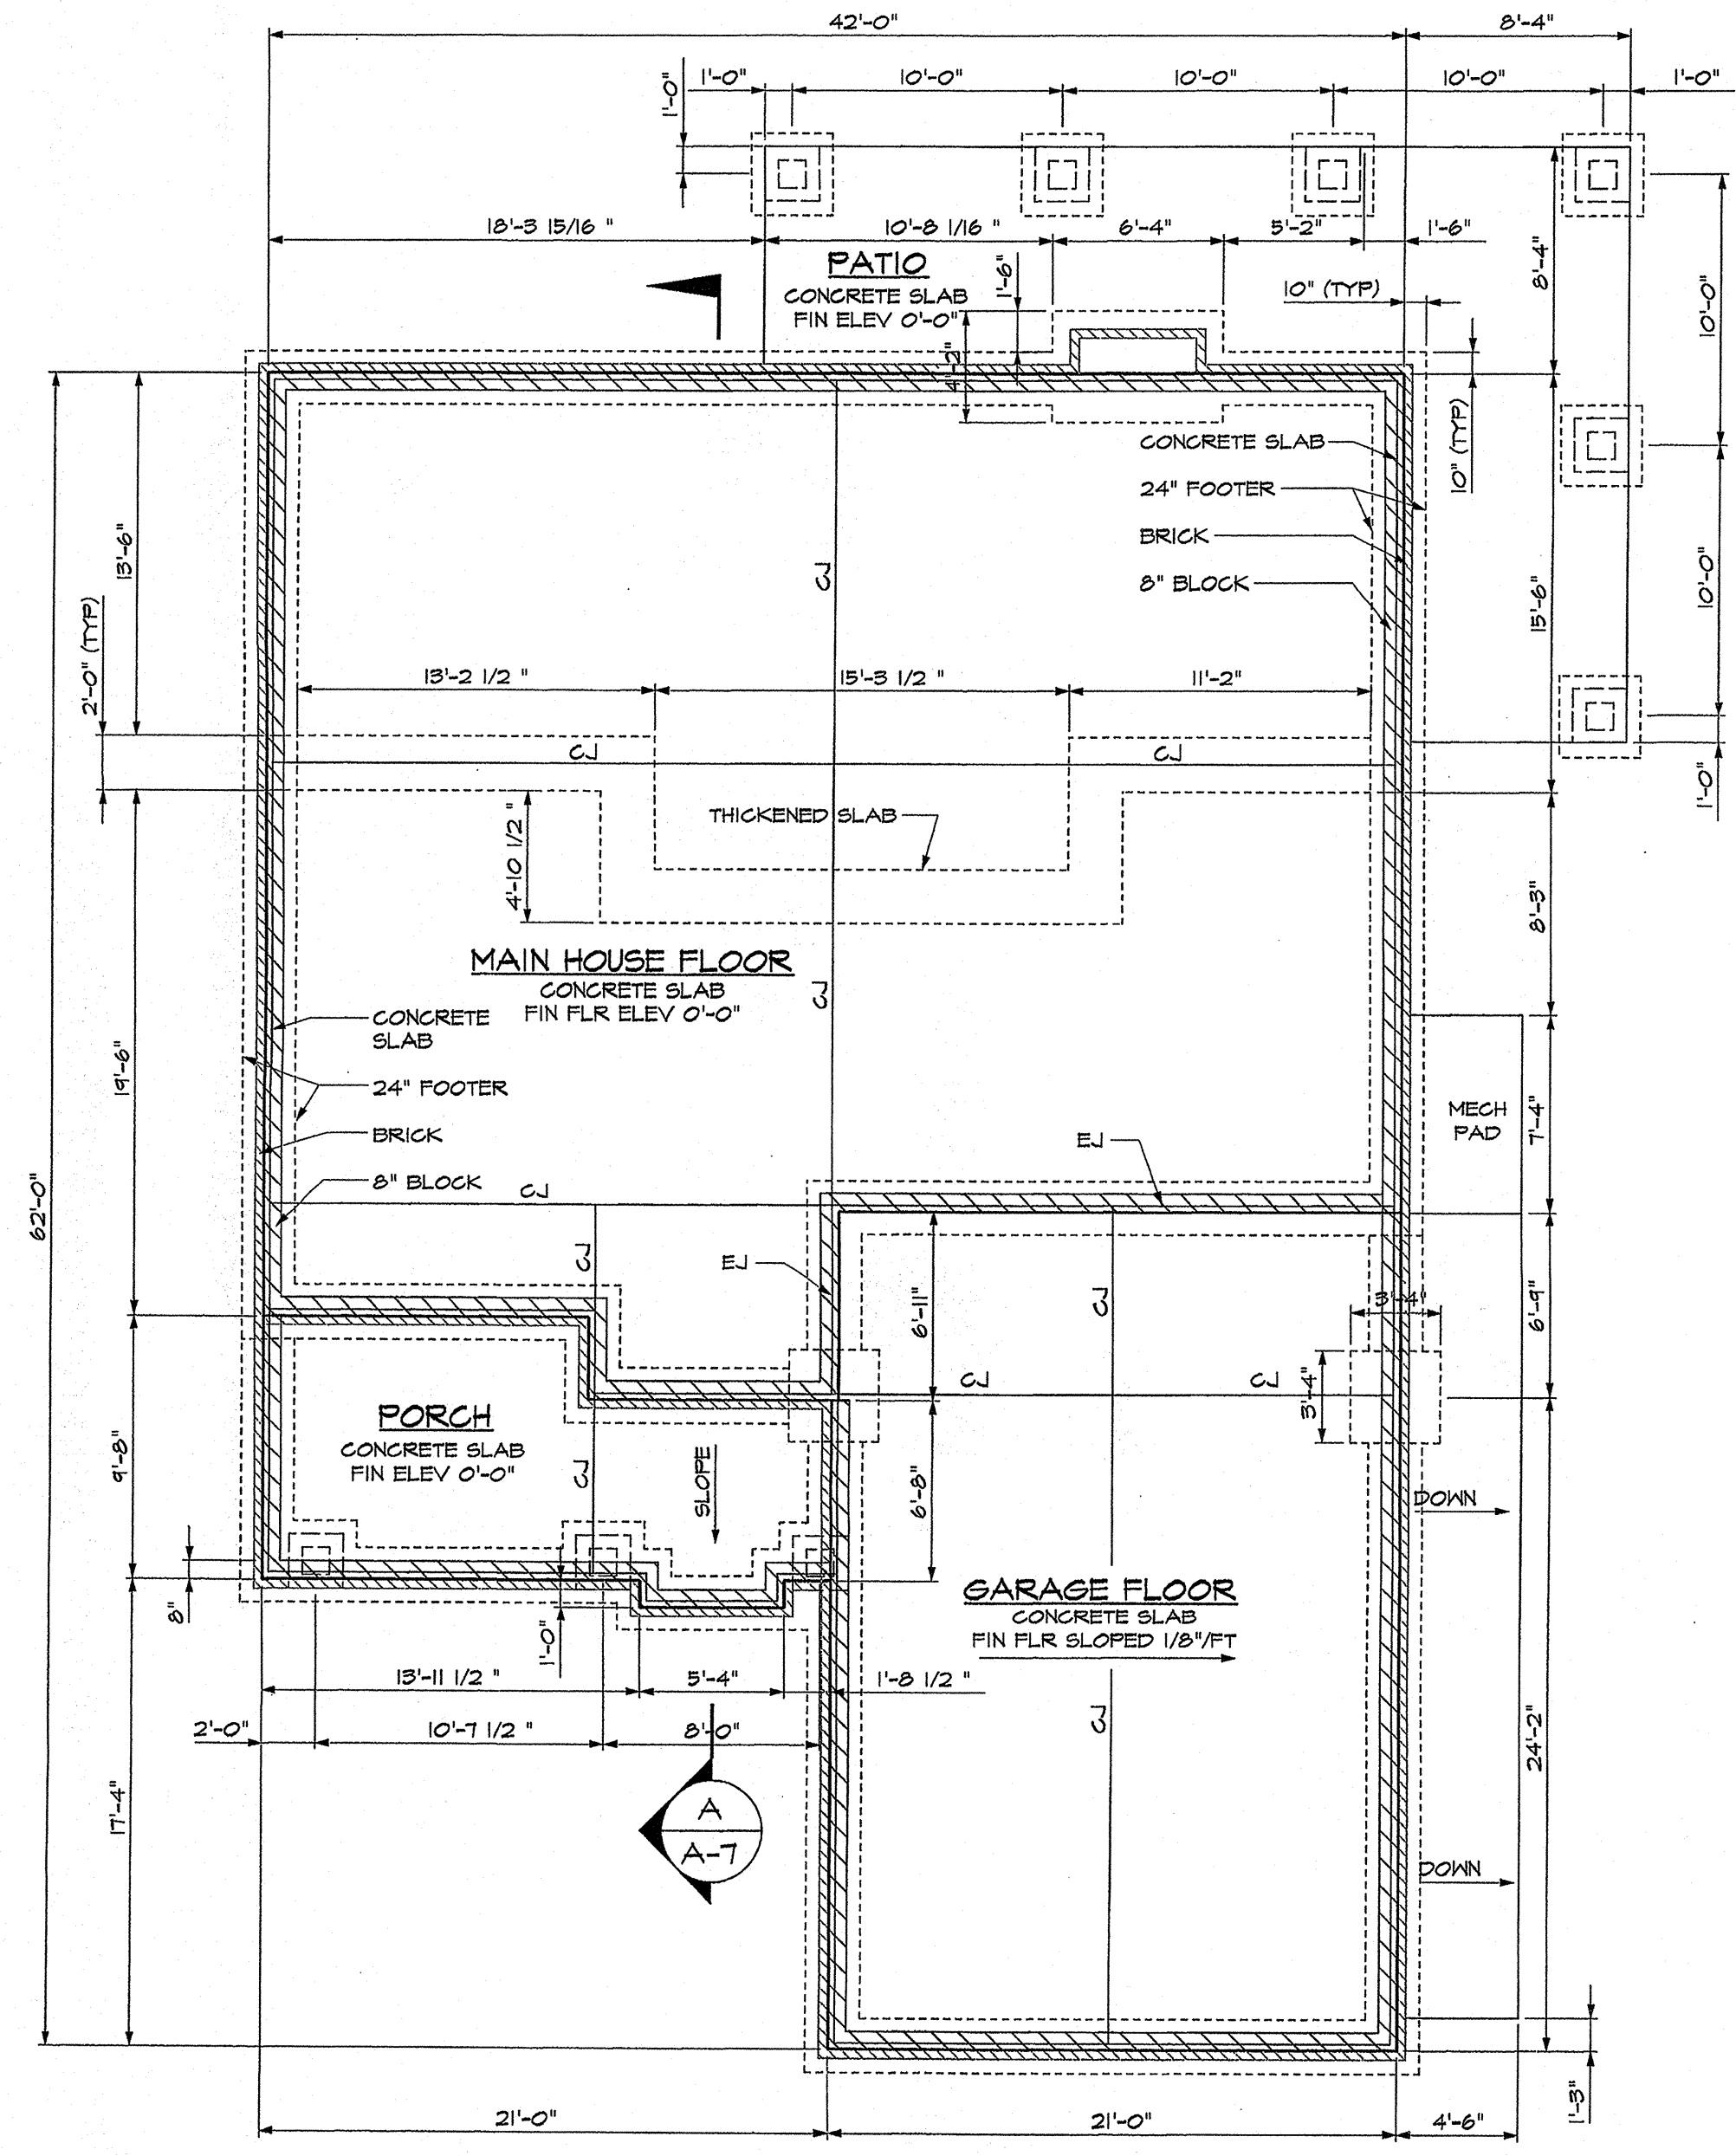 42'-0"
8'-4"
1'-0"
1'-0"
10'-0"
10'-0"
10'-0"
1'-0"
18'-3 15/16 "
10'-8 1/16 "
6'-4"
5'-2"
1'-6"
PATIO
CONCRETE SLAB
FIN ELEV 0'-0"
1'-6"
4'-2"
10" (TYP)
8'-4"
10'-0"
10" (TYP)
CONCRETE SLAB
24" FOOTER
BRICK
8" BLOCK
13'-6"
2'-0" (TYP)
CJ
15'-6"
10'-0"
1'-0"
13'-2 1/2 "
15'-3 1/2 "
11'-2"
CJ
CJ
THICKENED SLAB
4'-10 1/2 "
8'-3"
MAIN HOUSE FLOOR
CONCRETE SLAB
FIN FLR ELEV 0'-0"
CJ
CONCRETE
SLAB
24" FOOTER
BRICK
8" BLOCK
19'-6"
62'-0"
MECH
PAD
7'-4"
EJ
CJ
CJ
EJ
6'-11"
CJ
3'-4"
6'-9"
CJ
CJ
3'-4"
PORCH
CONCRETE SLAB
FIN ELEV 0'-0"
CJ
SLOPE
6'-8"
9'-8"
DOWN
8"
1'-0"
GARAGE FLOOR
CONCRETE SLAB
FIN FLR SLOPED 1/8"/FT
13'-11 1/2 "
5'-4"
1'-8 1/2 "
2'-0"
10'-7 1/2 "
8'-0"
CJ
24'-2"
17'-4"
A
A-7
DOWN
1'-3"
21'-0"
21'-0"
4'-6"